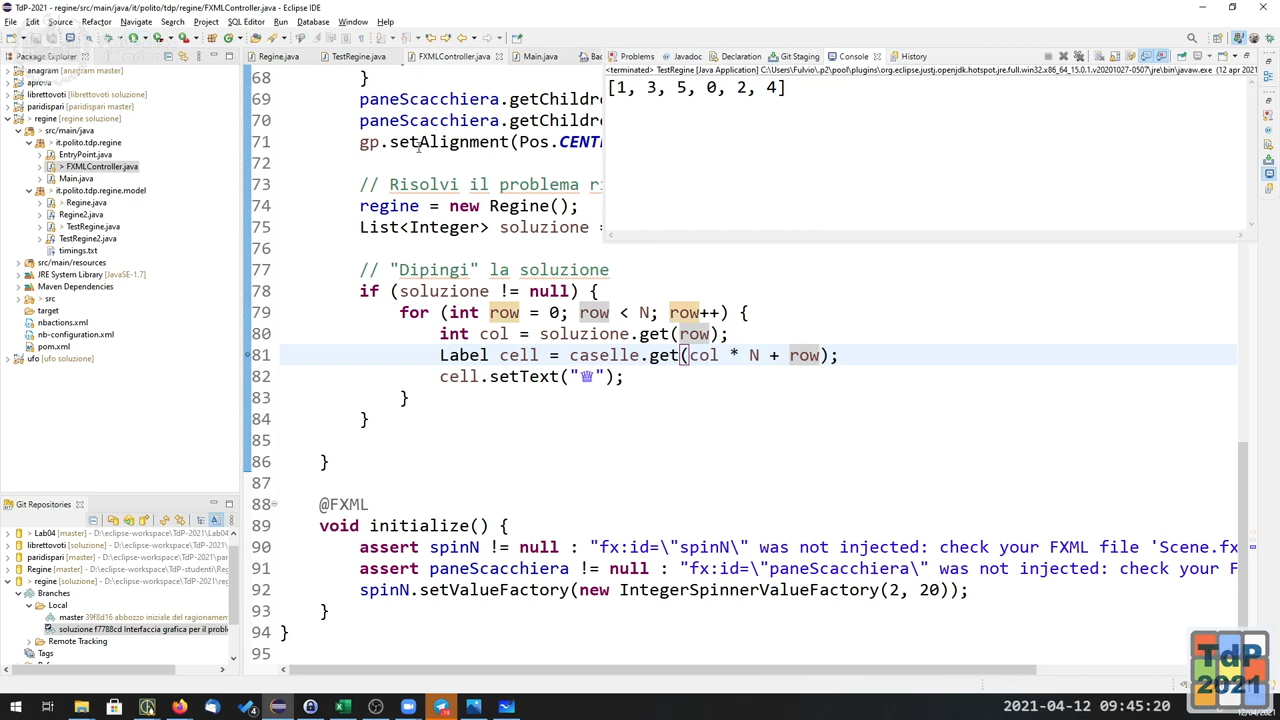 TdP-2021 - regine/src/main/java/it/polito/tdp/regine/FXMLController.java - Eclipse IDE
File Edit Source Refactor Navigate Search Project SQL Editor Run Database Window Help
Package Explorer
Regine.java TestRegine.java FXMLController.java Main.java
Problems Javadoc Declaration Git Staging Console History
anagram [anagram master]
librettovoti [librettovoti soluzione]
paridispari [paridispari master]
regine [regine soluzione]
src/main/java
it.polito.tdp.regine
EntryPoint.java
> FXMLController.java
Main.java
it.polito.tdp.regine.model
> Regine.java
Regine2.java
> TestRegine.java
TestRegine2.java
timings.txt
src/main/resources
JRE System Library [JavaSE-1.7]
Maven Dependencies
src
target
nbactions.xml
nb-configuration.xml
pom.xml
ufo [ufo soluzione]
<terminated> TestRegine [Java Application] C:\Users\Fulvio\.p2\pool\plugins\org.eclipse.justj.openjdk.hotspot.jre.full.win32.x86_64_15.0.1.v20201027-0507\jre\bin\javaw.exe (12 apr 2021
[1, 3, 5, 0, 2, 4]
68 }
69 paneScacchiera.getChildre
70 paneScacchiera.getChildre
71 gp.setAlignment(Pos.CENT
72
73 // Risolvi il problema ri
74 regine = new Regine();
75 List<Integer> soluzione =
76
77 // "Dipingi" la soluzione
78 if (soluzione != null) {
79 for (int row = 0; row < N; row++) {
80 int col = soluzione.get(row);
81 Label cell = caselle.get(col * N + row);
82 cell.setText("♕");
83 }
84 }
85
86 }
87
88 @FXML
89 void initialize() {
90 assert spinN != null : "fx:id=\"spinN\" was not injected: check your FXML file 'Scene.fx
91 assert paneScacchiera != null : "fx:id=\"paneScacchiera\" was not injected: check your F
92 spinN.setValueFactory(new IntegerSpinnerValueFactory(2, 20));
93 }
94 }
95
Git Repositories
> Lab04 [master] - D:\eclipse-workspace\TdP-2021\Lab0
librettovoti [soluzione] - D:\eclipse-workspace\TdP-20
paridispari [master] - D:\eclipse-workspace\TdP-2021\
Regine [master] - D:\eclipse-workspace\TdP-studenti\R
> regine [soluzione] - D:\eclipse-workspace\TdP-2021\reg
Branches
Local
master 39f8d16 abbozzo iniziale del ragionamen
soluzione f7788cd Interfaccia grafica per il probl
Remote Tracking
Tags
TdP
2021
2021-04-12 09:45:20
12/04/2021